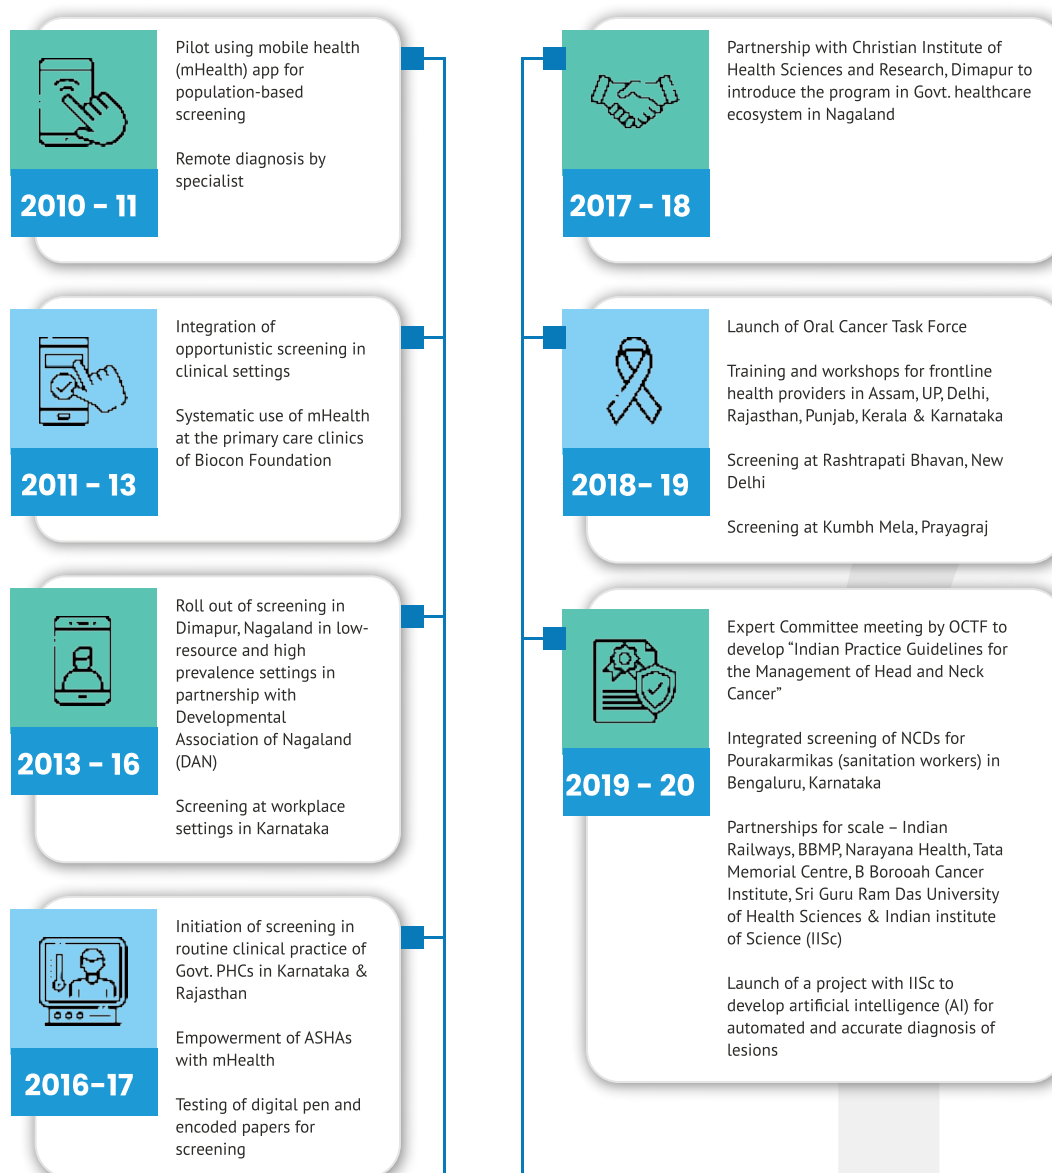 Pilot using mobile health
(mHealth) app for
population-based
screening
Remote diagnosis by
specialist
2010 – 11
Integration of
opportunistic screening in
clinical settings
Systematic use of mHealth
at the primary care clinics
of Biocon Foundation
2011 – 13
Roll out of screening in
Dimapur, Nagaland in low-
resource and high
prevalence settings in
partnership with
Developmental
Association of Nagaland
(DAN)
Screening at workplace
settings in Karnataka
2013 – 16
Initiation of screening in
routine clinical practice of
Govt. PHCs in Karnataka &
Rajasthan
Empowerment of ASHAs
with mHealth
Testing of digital pen and
encoded papers for
screening
2016–17
Partnership with Christian Institute of
Health Sciences and Research, Dimapur to
introduce the program in Govt. healthcare
ecosystem in Nagaland
2017 – 18
Launch of Oral Cancer Task Force
Training and workshops for frontline
health providers in Assam, UP, Delhi,
Rajasthan, Punjab, Kerala & Karnataka
Screening at Rashtrapati Bhavan, New
Delhi
Screening at Kumbh Mela, Prayagraj
2018– 19
Expert Committee meeting by OCTF to
develop “Indian Practice Guidelines for
the Management of Head and Neck
Cancer”
Integrated screening of NCDs for
Pourakarmikas (sanitation workers) in
Bengaluru, Karnataka
Partnerships for scale – Indian
Railways, BBMP, Narayana Health, Tata
Memorial Centre, B Borooah Cancer
Institute, Sri Guru Ram Das University
of Health Sciences & Indian institute
of Science (IISc)
Launch of a project with IISc to
develop artificial intelligence (AI) for
automated and accurate diagnosis of
lesions
2019 – 20